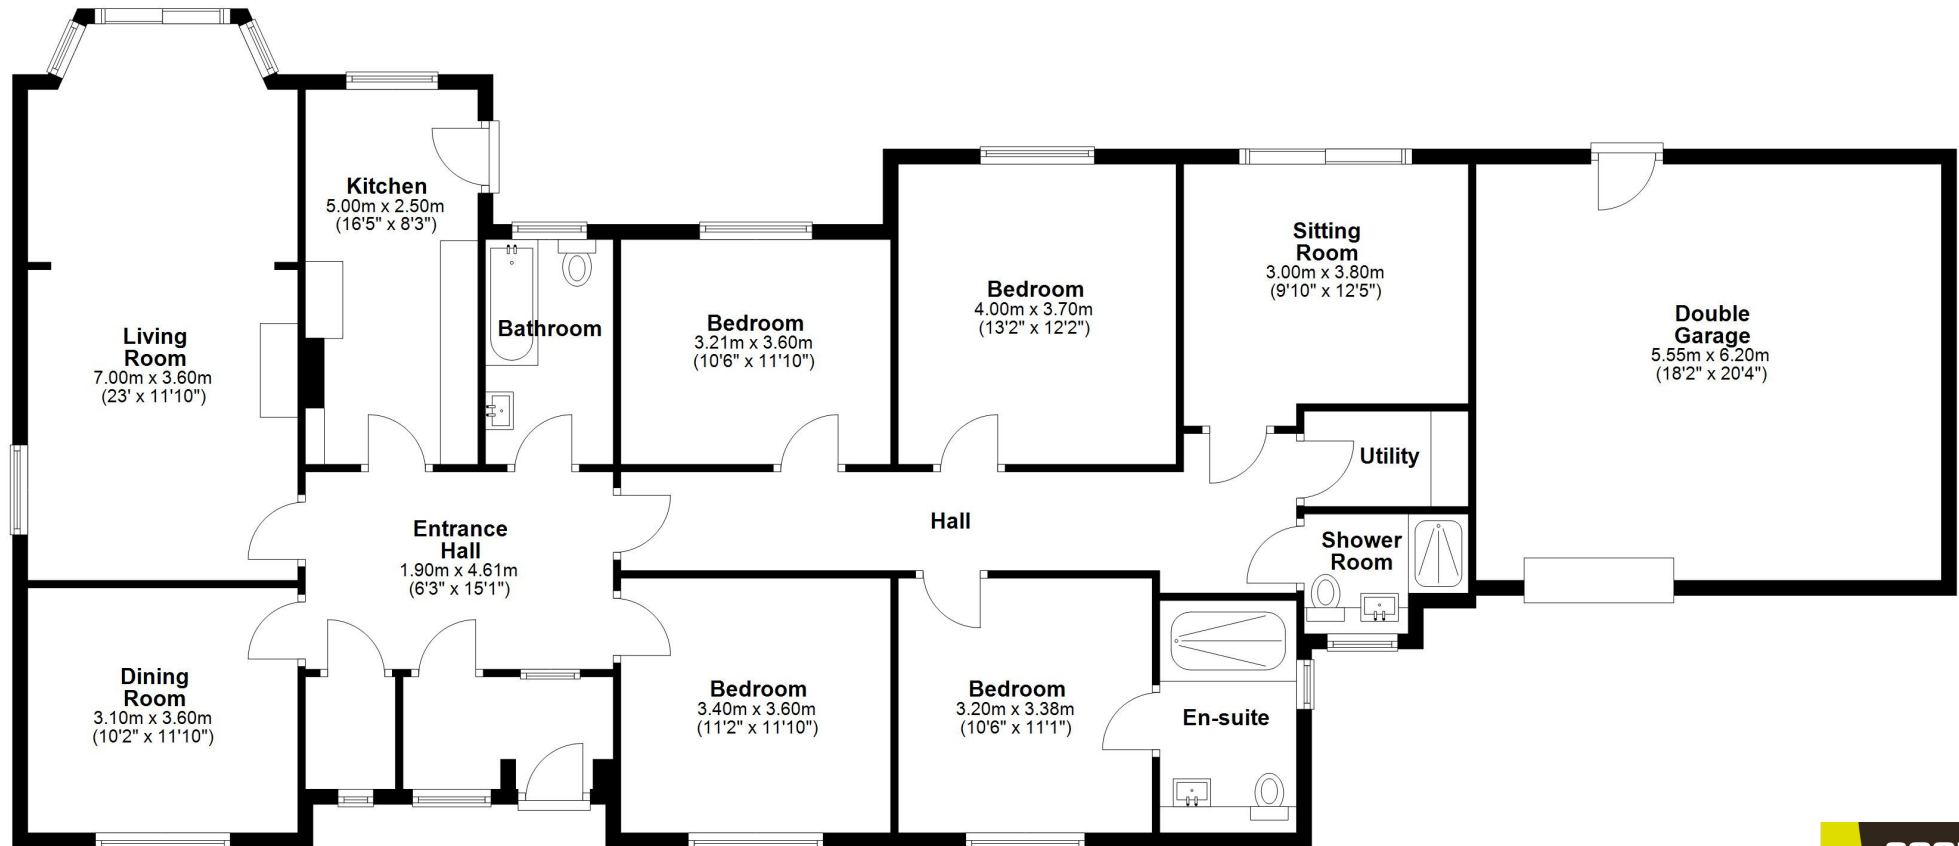 Kitchen
5.00m x 2.50m
(16'5" x 8'3")
Living
Room
7.00m x 3.60m
(23' x 11'10")
Bathroom
Bedroom
3.21m x 3.60m
(10'6" x 11'10")
Bedroom
4.00m x 3.70m
(13'2" x 12'2")
Sitting
Room
3.00m x 3.80m
(9'10" x 12'5")
Double
Garage
5.55m x 6.20m
(18'2" x 20'4")
Utility
Entrance
Hall
1.90m x 4.61m
(6'3" x 15'1")
Hall
Shower
Room
Dining
Room
3.10m x 3.60m
(10'2" x 11'10")
Bedroom
3.40m x 3.60m
(11'2" x 11'10")
Bedroom
3.20m x 3.38m
(10'6" x 11'1")
En-suite